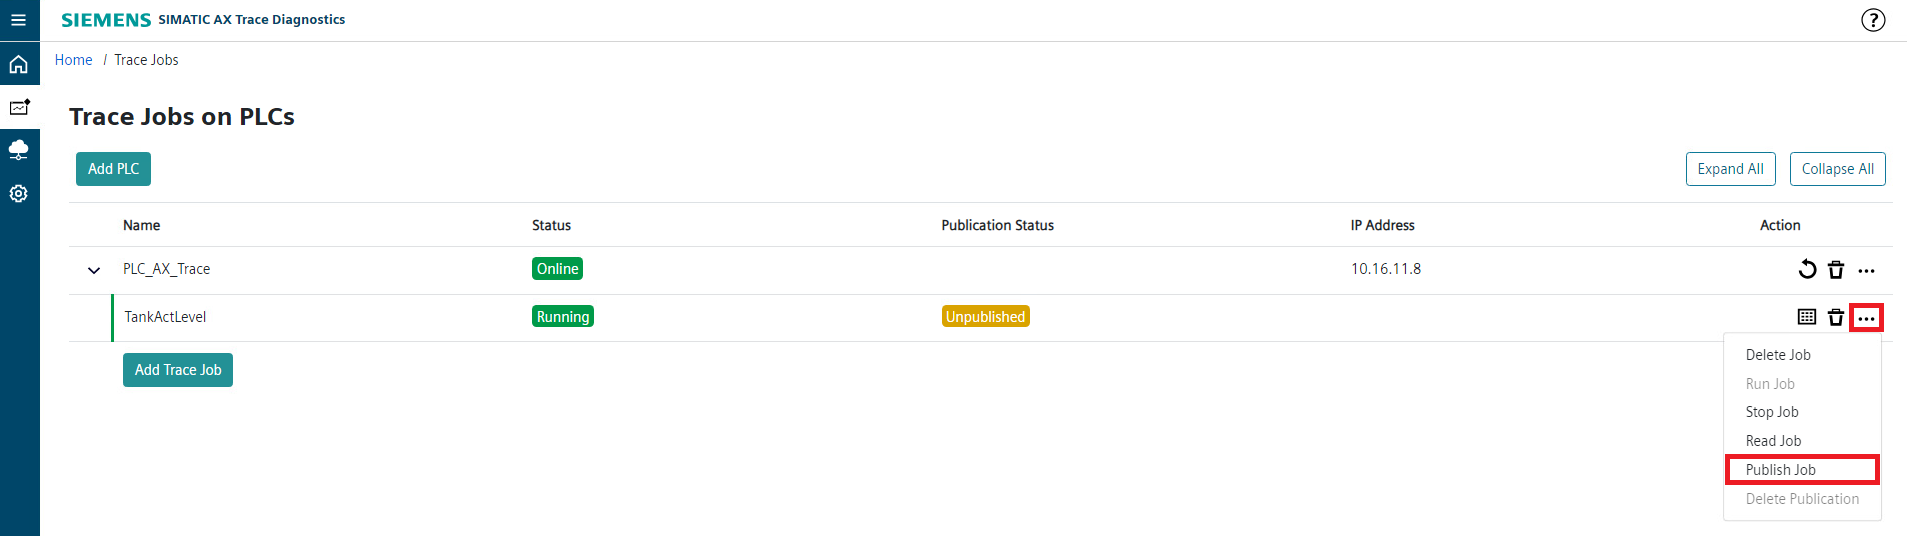 SIEMENS SIMATIC AX Trace Diagnostics
Home / Trace Jobs
Trace Jobs on PLCs
Add PLC Expand All Collapse All
Name Status Publication Status IP Address Action
PLC_AX_Trace Online 10.16.11.8
TankActLevel Running Unpublished
Add Trace Job
Delete Job
Run Job
Stop Job
Read Job
Publish Job
Delete Publication